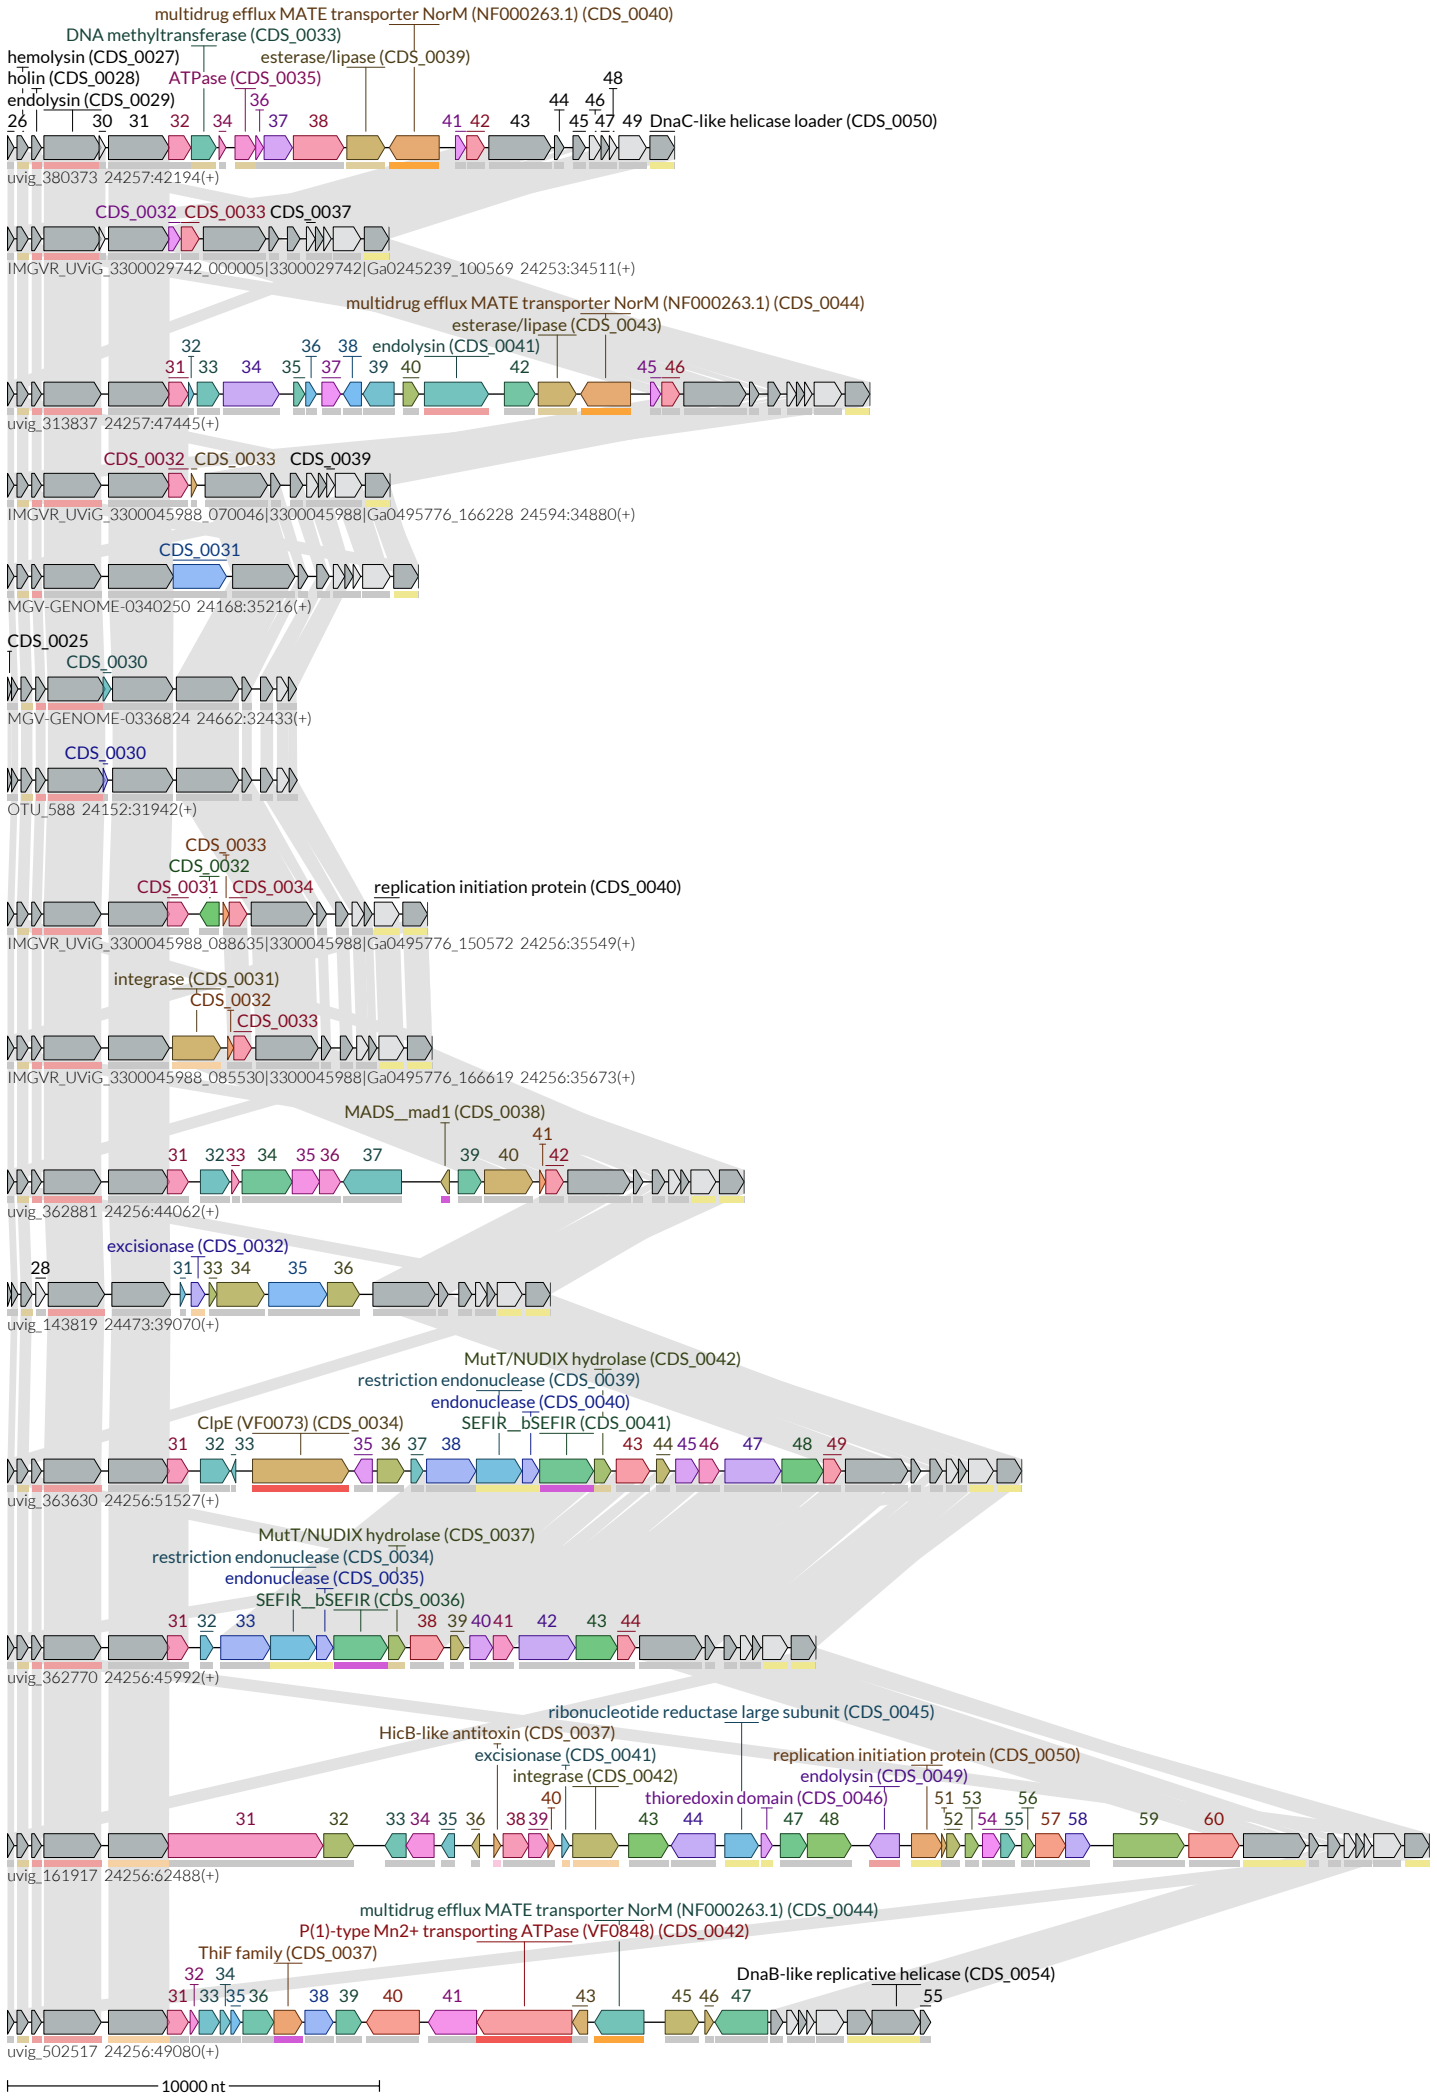 multidrug efflux MATE transporter NorM (NF000263.1) (CDS_0040)
DNA methyltransferase (CDS_0033)
hemolysin (CDS_0027) esterase/lipase (CDS_0039)
holin (CDS_0028) ATPase (CDS_0035) 48
endolysin (CDS_0029) 36 44 46
26 30 31 32 34 37 38 41 42 43 45 47 49 DnaC-like helicase loader (CDS_0050)
uvig_380373 24257:42194(+)
CDS_0032 CDS_0033 CDS_0037
IMGVR_UViG_3300029742_000005|3300029742|Ga0245239_100569 24253:34511(+)
multidrug efflux MATE transporter NorM (NF000263.1) (CDS_0044)
esterase/lipase (CDS_0043)
32 36 38 endolysin (CDS_0041)
31 33 34 35 37 39 40 42 45 46
uvig_313837 24257:47445(+)
CDS_0032 CDS_0033 CDS_0039
IMGVR_UViG_3300045988_070046|3300045988|Ga0495776_166228 24594:34880(+)
CDS_0031
MGV-GENOME-0340250 24168:35216(+)
CDS_0025
CDS_0030
MGV-GENOME-0336824 24662:32433(+)
CDS_0030
OTU_588 24152:31942(+)
CDS_0033
CDS_0032
CDS_0031 CDS_0034 replication initiation protein (CDS_0040)
IMGVR_UViG_3300045988_088635|3300045988|Ga0495776_150572 24256:35549(+)
integrase (CDS_0031)
CDS_0032
CDS_0033
IMGVR_UViG_3300045988_085530|3300045988|Ga0495776_166619 24256:35673(+)
MADS__mad1 (CDS_0038)
41
31 32 33 34 35 36 37 39 40 42
uvig_362881 24256:44062(+)
excisionase (CDS_0032)
28 31 33 34 35 36
uvig_143819 24473:39070(+)
MutT/NUDIX hydrolase (CDS_0042)
restriction endonuclease (CDS_0039)
endonuclease (CDS_0040)
ClpE (VF0073) (CDS_0034) SEFIR__bSEFIR (CDS_0041)
31 32 33 35 36 37 38 43 44 45 46 47 48 49
uvig_363630 24256:51527(+)
MutT/NUDIX hydrolase (CDS_0037)
restriction endonuclease (CDS_0034)
endonuclease (CDS_0035)
SEFIR__bSEFIR (CDS_0036)
31 32 33 38 39 40 41 42 43 44
uvig_362770 24256:45992(+)
ribonucleotide reductase large subunit (CDS_0045)
HicB-like antitoxin (CDS_0037)
excisionase (CDS_0041) replication initiation protein (CDS_0050)
integrase (CDS_0042) endolysin (CDS_0049)
40 thioredoxin domain (CDS_0046) 51 53 56
31 32 33 34 35 36 38 39 43 44 47 48 52 54 55 57 58 59 60
uvig_161917 24256:62488(+)
multidrug efflux MATE transporter NorM (NF000263.1) (CDS_0044)
P(1)-type Mn2+ transporting ATPase (VF0848) (CDS_0042)
ThiF family (CDS_0037)
32 34 DnaB-like replicative helicase (CDS_0054)
31 33 35 36 38 39 40 41 43 45 46 47 55
uvig_502517 24256:49080(+)
10000 nt